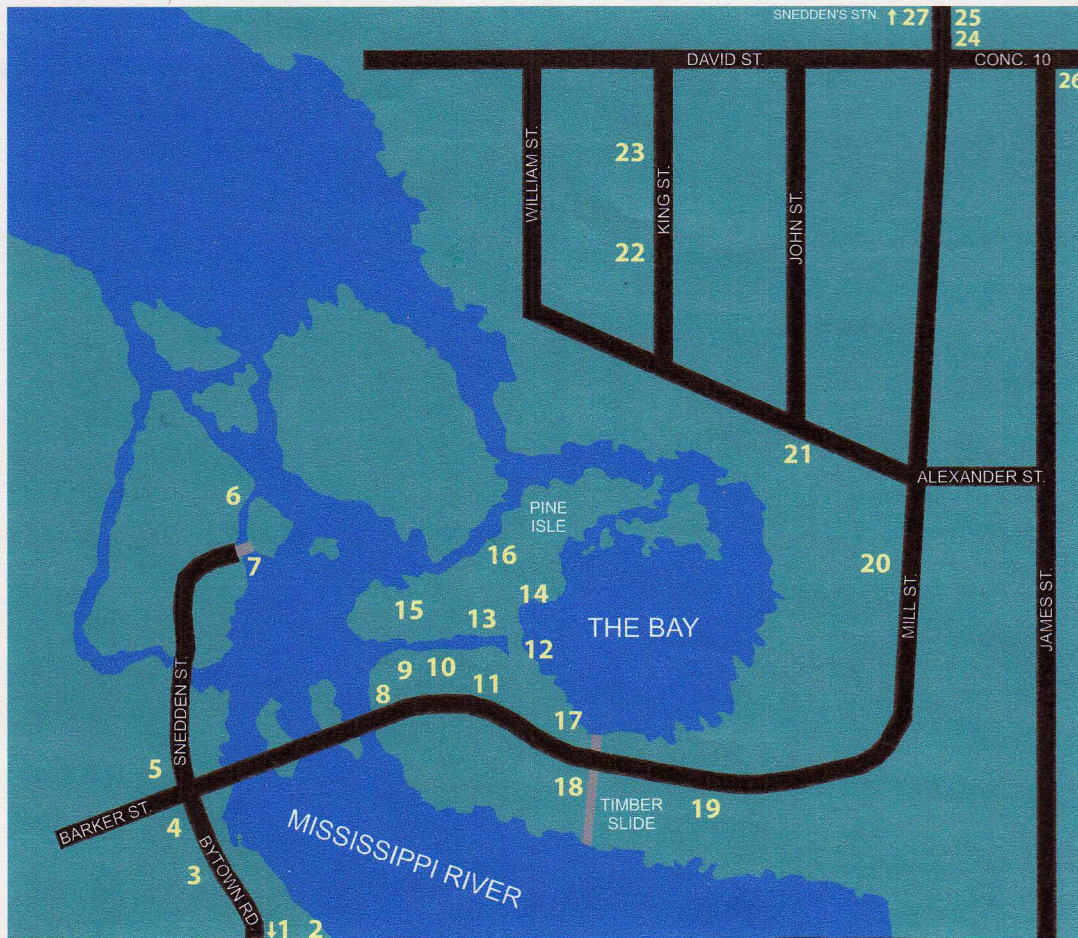 SNEDDEN'S STN. ↑ 27 25
24
DAVID ST. CONC. 10
26
WILLIAM ST.
23
KING ST.
JOHN ST.
22
21
ALEXANDER ST.
6
PINE
ISLE
16
7
20
14
15
13
THE BAY
MILL ST.
JAMES ST.
12
9
10
11
8
SNEDDEN ST.
17
5
18
TIMBER
SLIDE
19
BARKER ST.
4
MISSISSIPPI RIVER
3
BYTOWN RD.
↓1 2